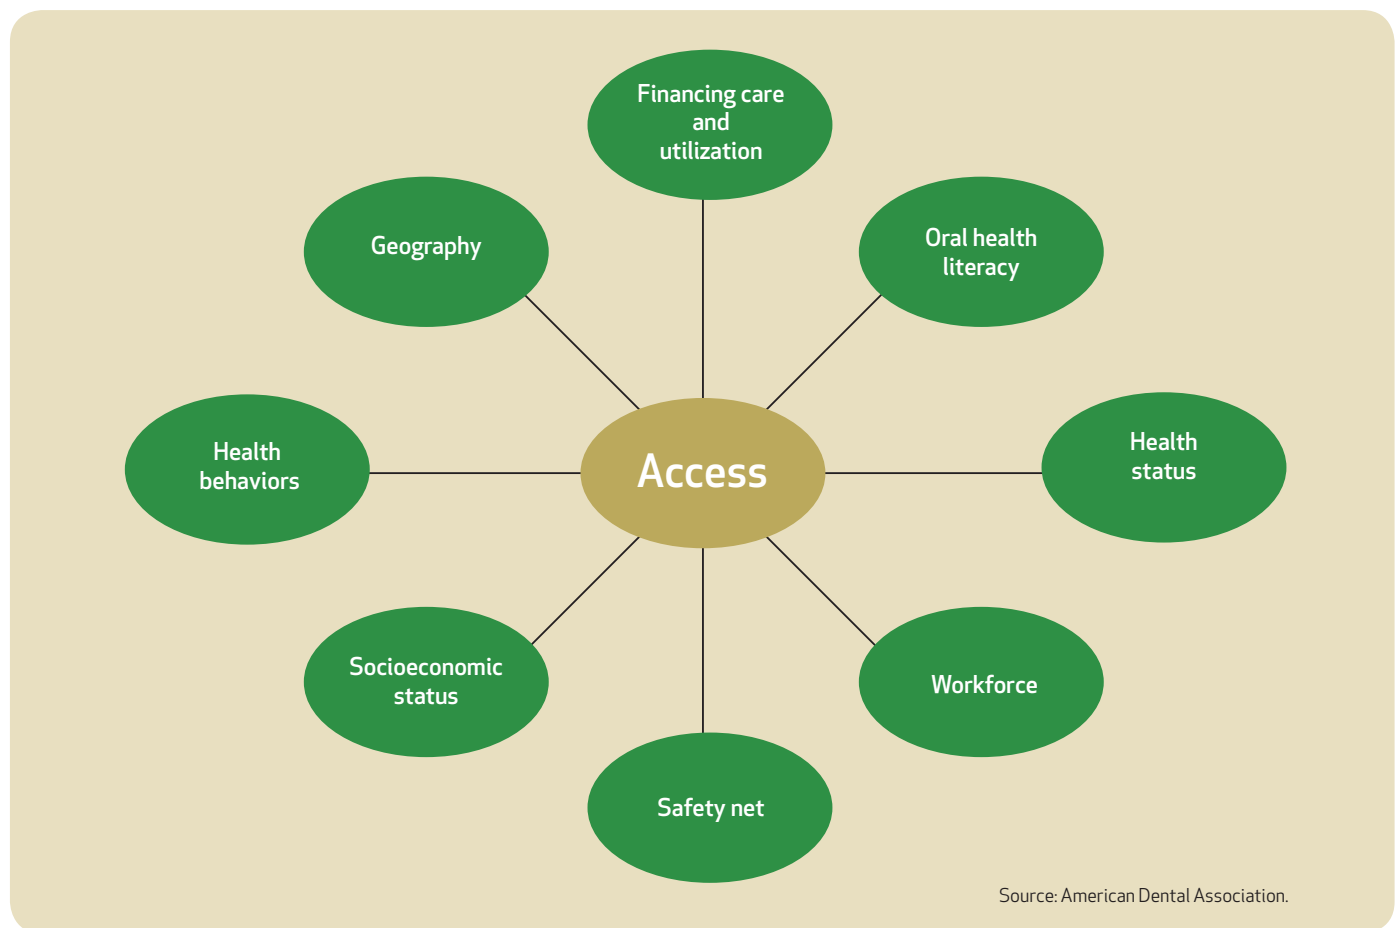 Financing care
and
utilization
Geography
Oral health
literacy
Health
behaviors
Access
Health
status
Socioeconomic
status
Workforce
Safety net
Source: American Dental Association.